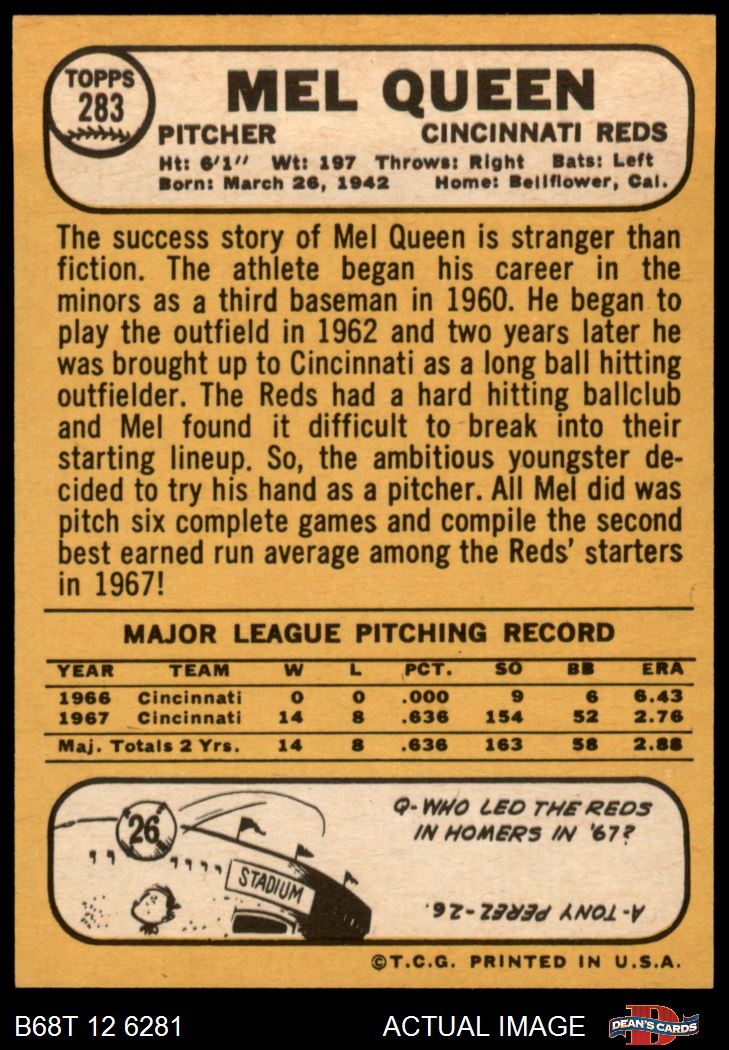 TOPPS
283
MEL QUEEN
PITCHER CINCINNATI REDS
Ht: 6'1" Wt: 197 Throws: Right Bats: Left
Born: March 26, 1942 Home: Bellflower, Cal.
The success story of Mel Queen is stranger than
fiction. The athlete began his career in the
minors as a third baseman in 1960. He began to
play the outfield in 1962 and two years later he
was brought up to Cincinnati as a long ball hitting
outfielder. The Reds had a hard hitting ballclub
and Mel found it difficult to break into their
starting lineup. So, the ambitious youngster de-
cided to try his hand as a pitcher. All Mel did was
pitch six complete games and compile the second
best earned run average among the Reds' starters
in 1967!
MAJOR LEAGUE PITCHING RECORD
YEAR TEAM W L PCT. SO BB ERA
1966 Cincinnati 0 0 .000 9 6 6.43
1967 Cincinnati 14 8 .636 154 52 2.76
Maj. Totals 2 Yrs. 14 8 .636 163 58 2.88
26
STADIUM
Q-WHO LED THE REDS
IN HOMERS IN '67?
A-TONY PEREZ-26.
©T.C.G. PRINTED IN U.S.A.
B68T 12 6281 ACTUAL IMAGE
DEAN'S CARDS